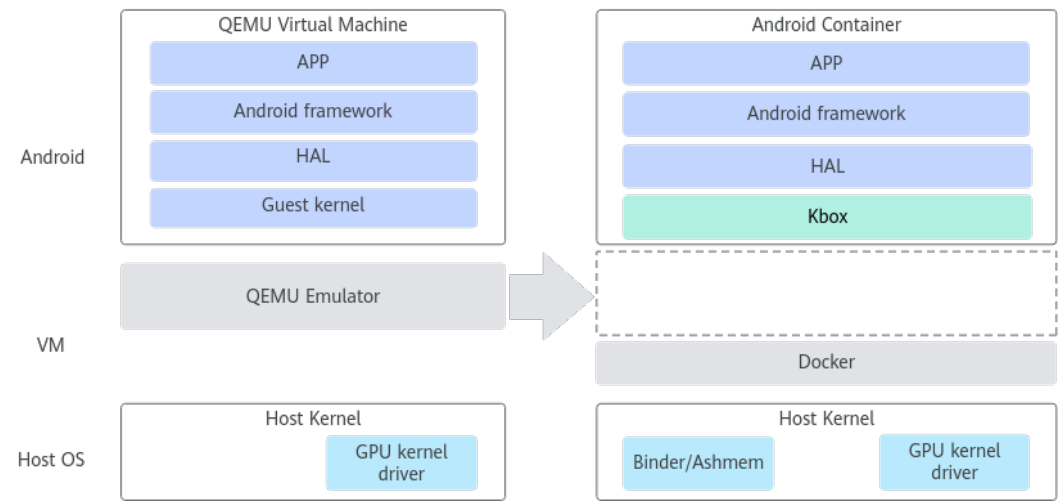 QEMU Virtual Machine
APP
Android framework
HAL
Guest kernel
Android Container
APP
Android framework
HAL
Kbox
Android
QEMU Emulator
VM
Docker
Host OS
Host Kernel
GPU kernel
driver
Host Kernel
Binder/Ashmem
GPU kernel
driver